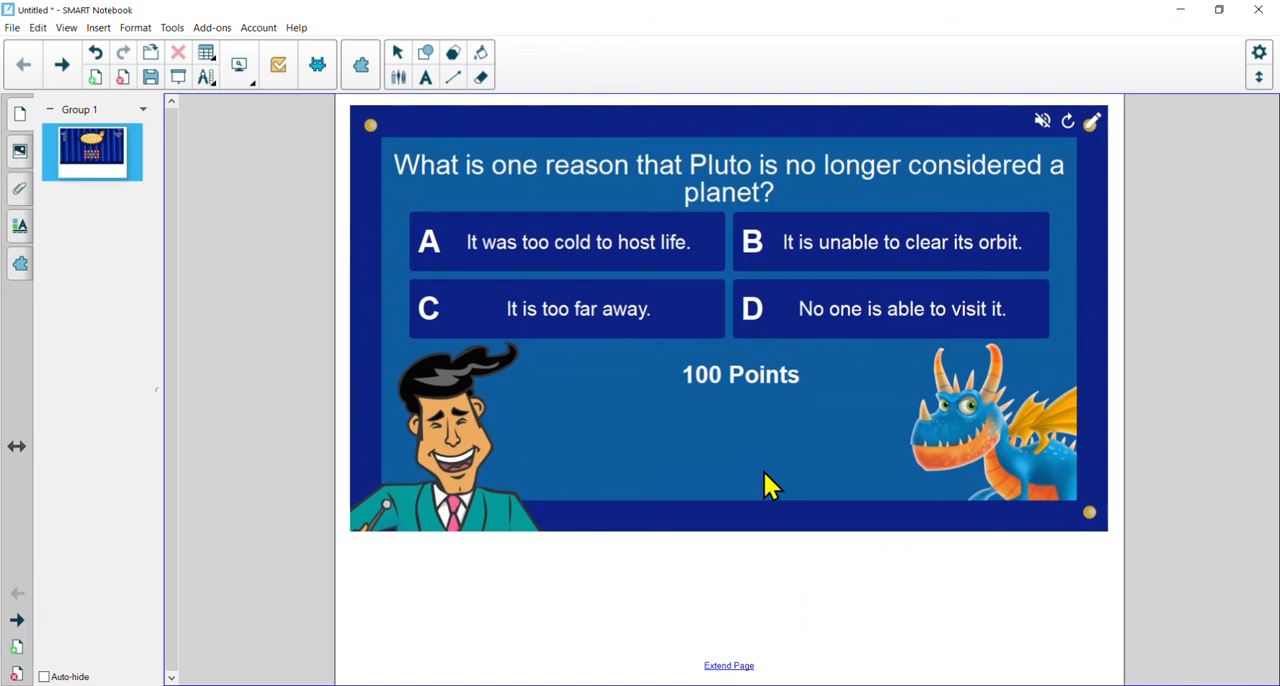 Untitled * - SMART Notebook
File Edit View Insert Format Tools Add-ons Account Help
Group 1
What is one reason that Pluto is no longer considered a
planet?
A It was too cold to host life.
B It is unable to clear its orbit.
C It is too far away.
D No one is able to visit it.
100 Points
Extend Page
Auto-hide